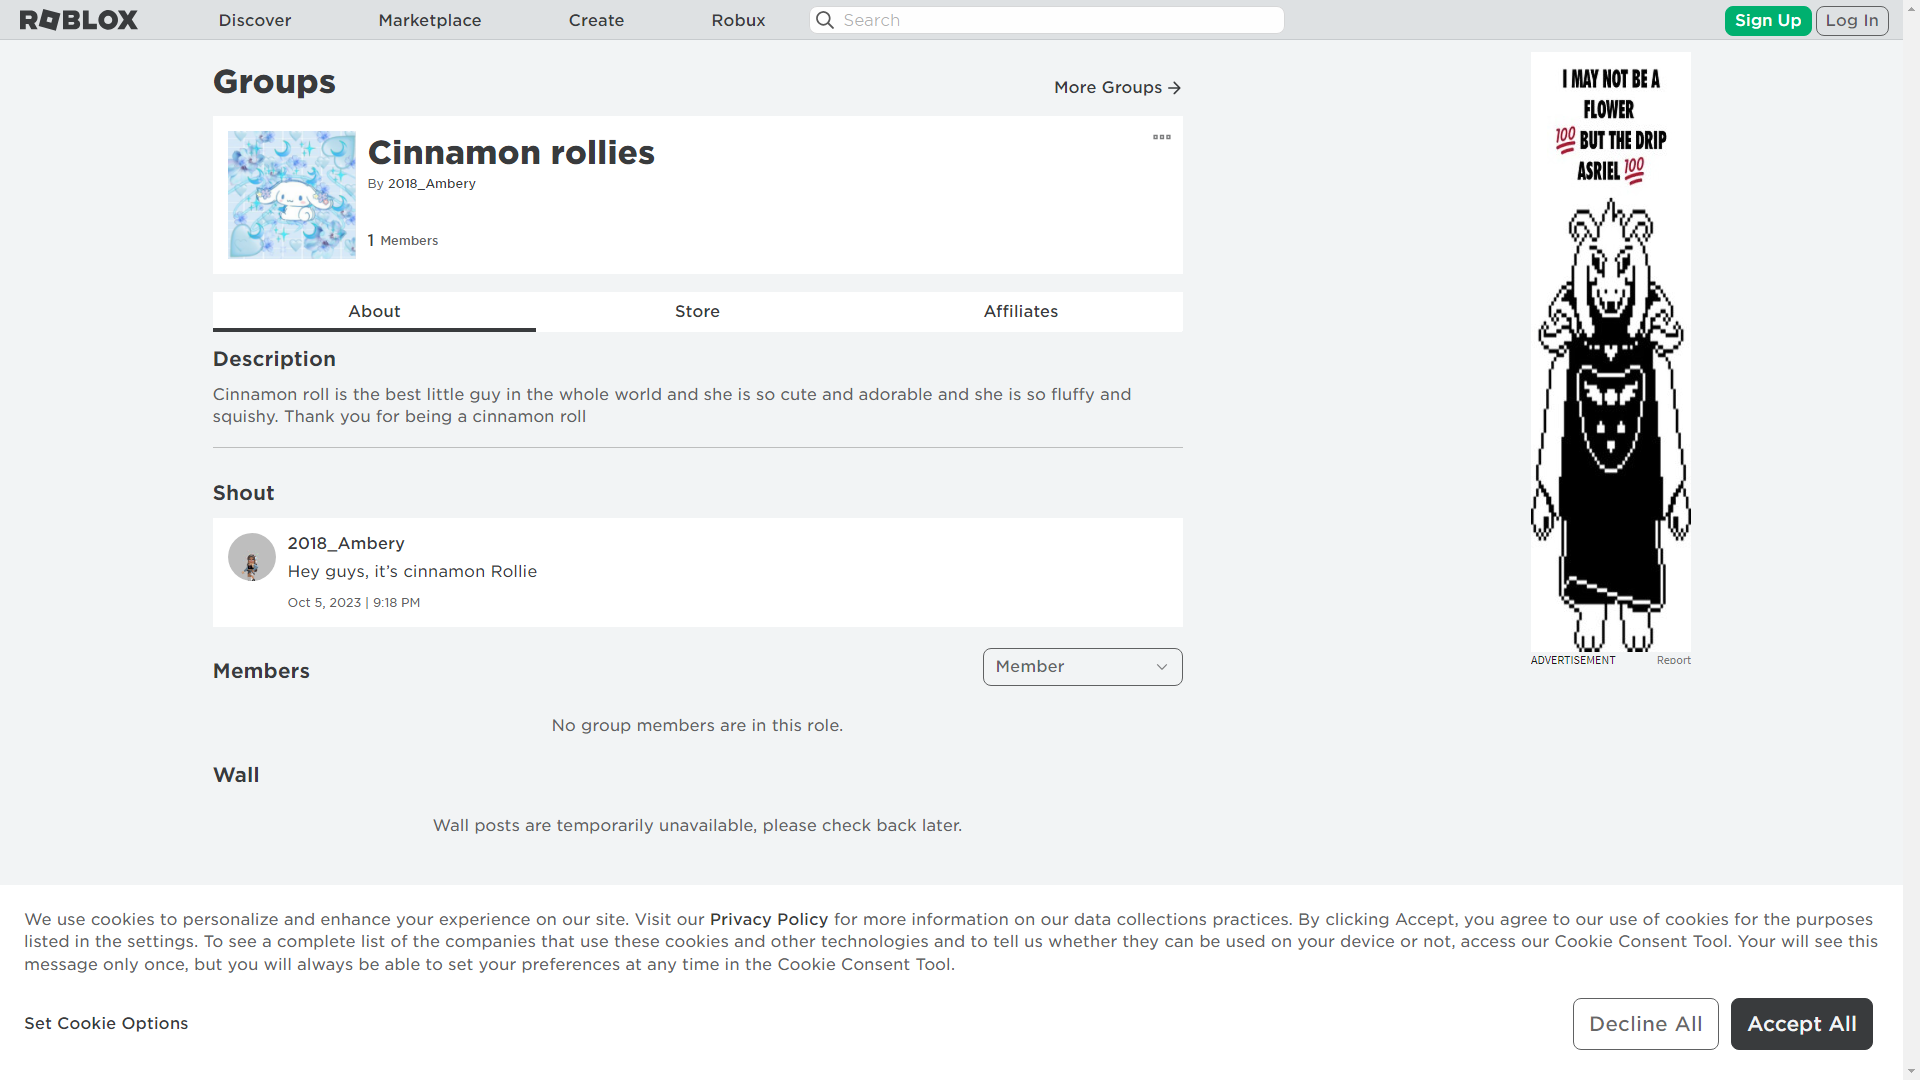 ROBLOX
Discover
Marketplace
Create
Robux
Search
Sign Up
Log In
Groups
More Groups
Cinnamon rollies
By 2018_Ambery
1 Members
About
Store
Affiliates
Description
Cinnamon roll is the best little guy in the whole world and she is so cute and adorable and she is so fluffy and
squishy. Thank you for being a cinnamon roll
Shout
2018_Ambery
Hey guys, it’s cinnamon Rollie
Oct 5, 2023 | 9:18 PM
Members
Member
No group members are in this role.
Wall
Wall posts are temporarily unavailable, please check back later.
I MAY NOT BE A
FLOWER
💯 BUT THE DRIP
ASRIEL 💯
ADVERTISEMENT
Report
We use cookies to personalize and enhance your experience on our site. Visit our Privacy Policy for more information on our data collections practices. By clicking Accept, you agree to our use of cookies for the purposes
listed in the settings. To see a complete list of the companies that use these cookies and other technologies and to tell us whether they can be used on your device or not, access our Cookie Consent Tool. Your will see this
message only once, but you will always be able to set your preferences at any time in the Cookie Consent Tool.
Set Cookie Options
Decline All
Accept All